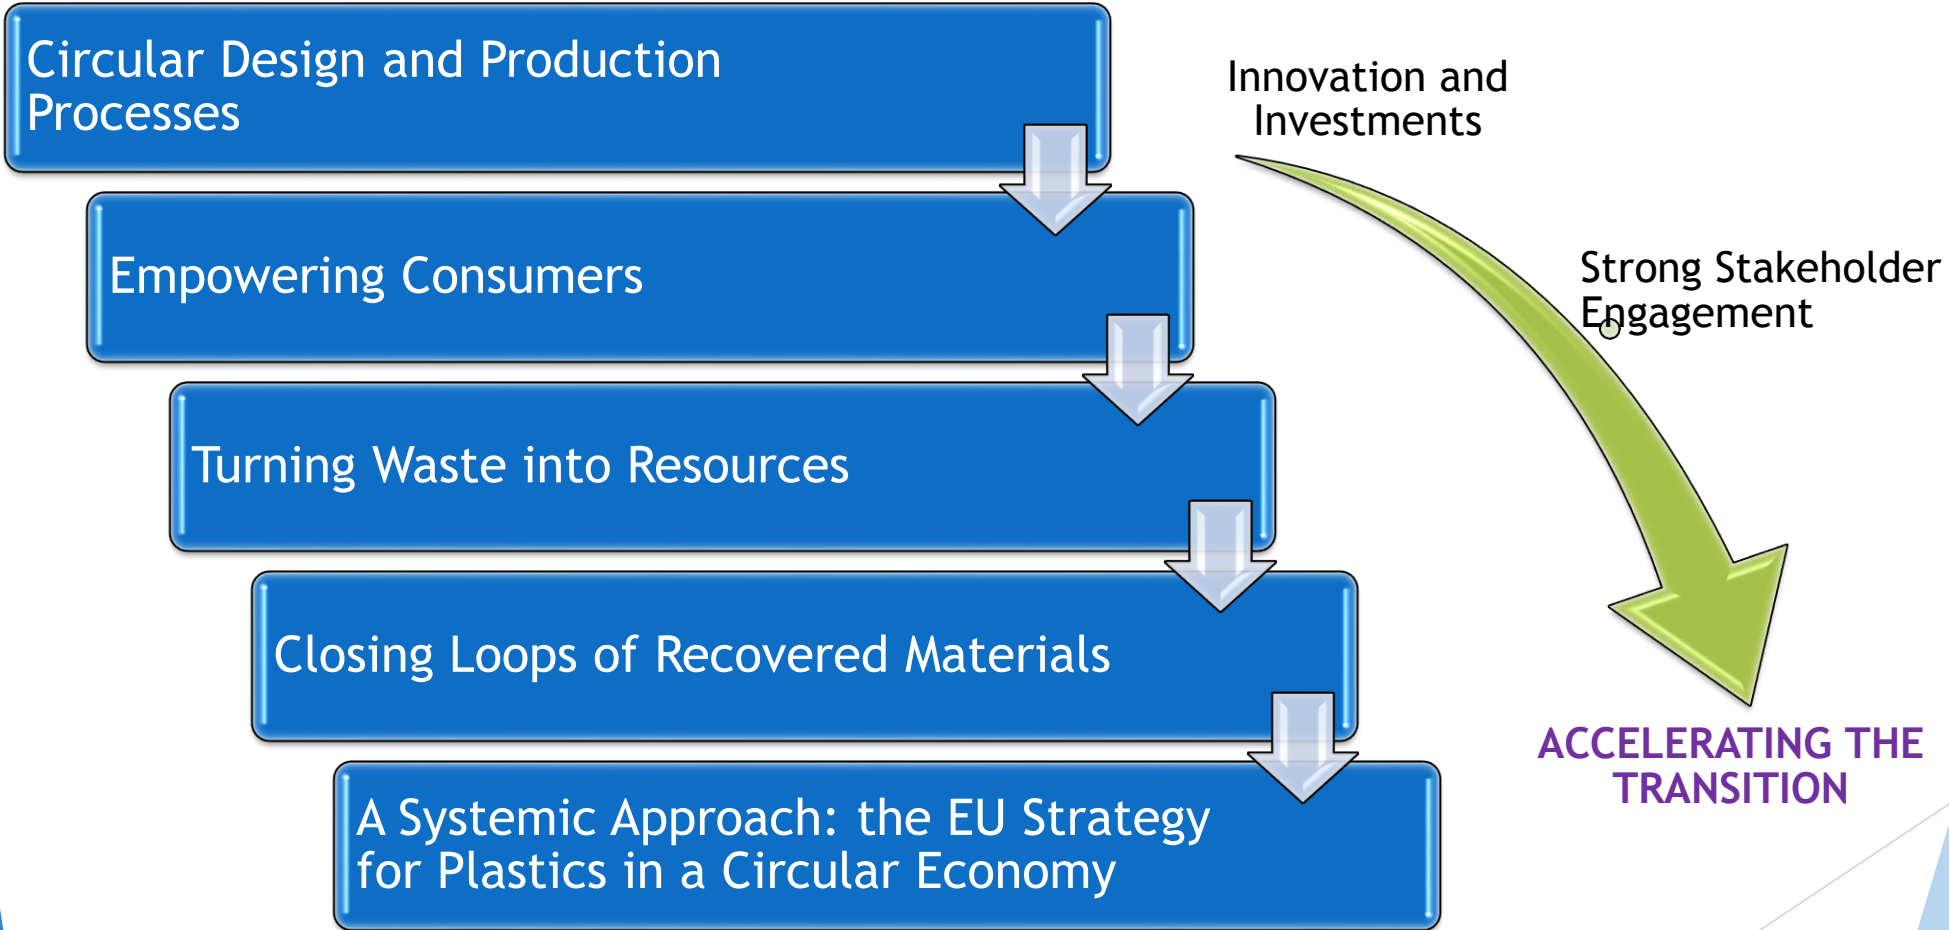 Circular Design and Production
Processes
Empowering Consumers
Turning Waste into Resources
Closing Loops of Recovered Materials
A Systemic Approach: the EU Strategy
for Plastics in a Circular Economy
Innovation and
Investments
Strong Stakeholder
Engagement
ACCELERATING THE
TRANSITION